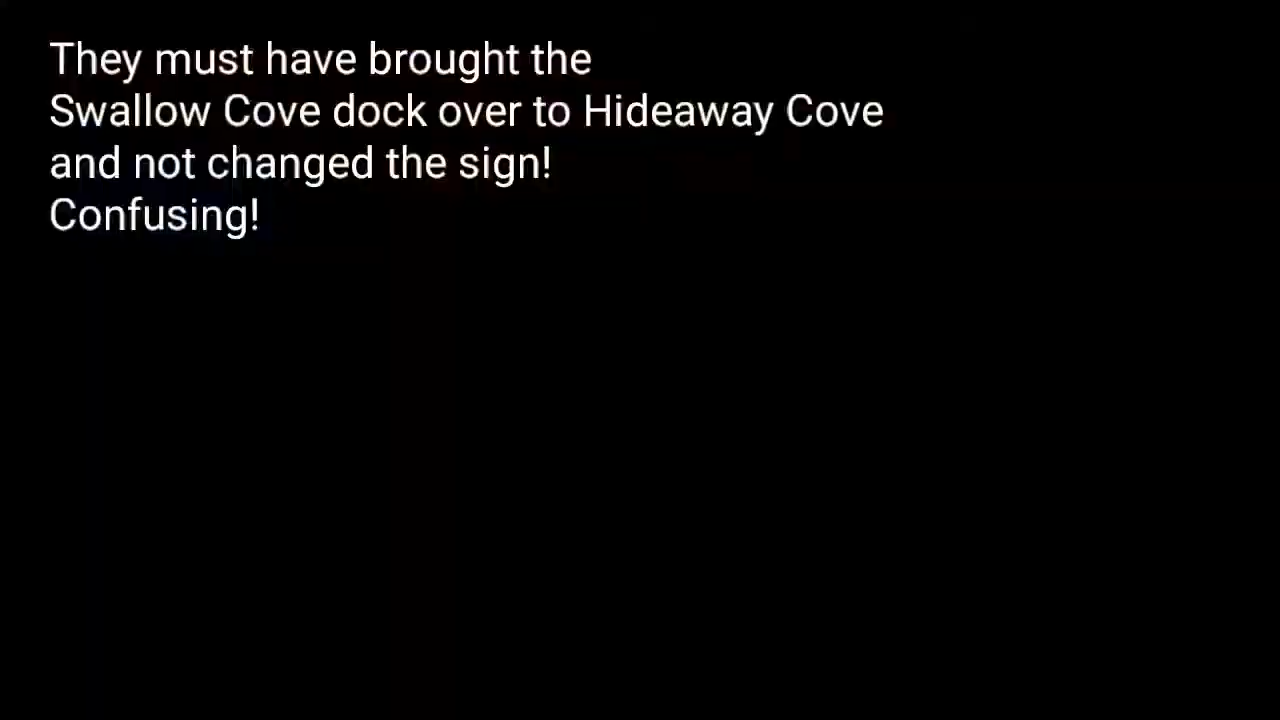 They must have brought the
Swallow Cove dock over to Hideaway Cove
and not changed the sign!
Confusing!